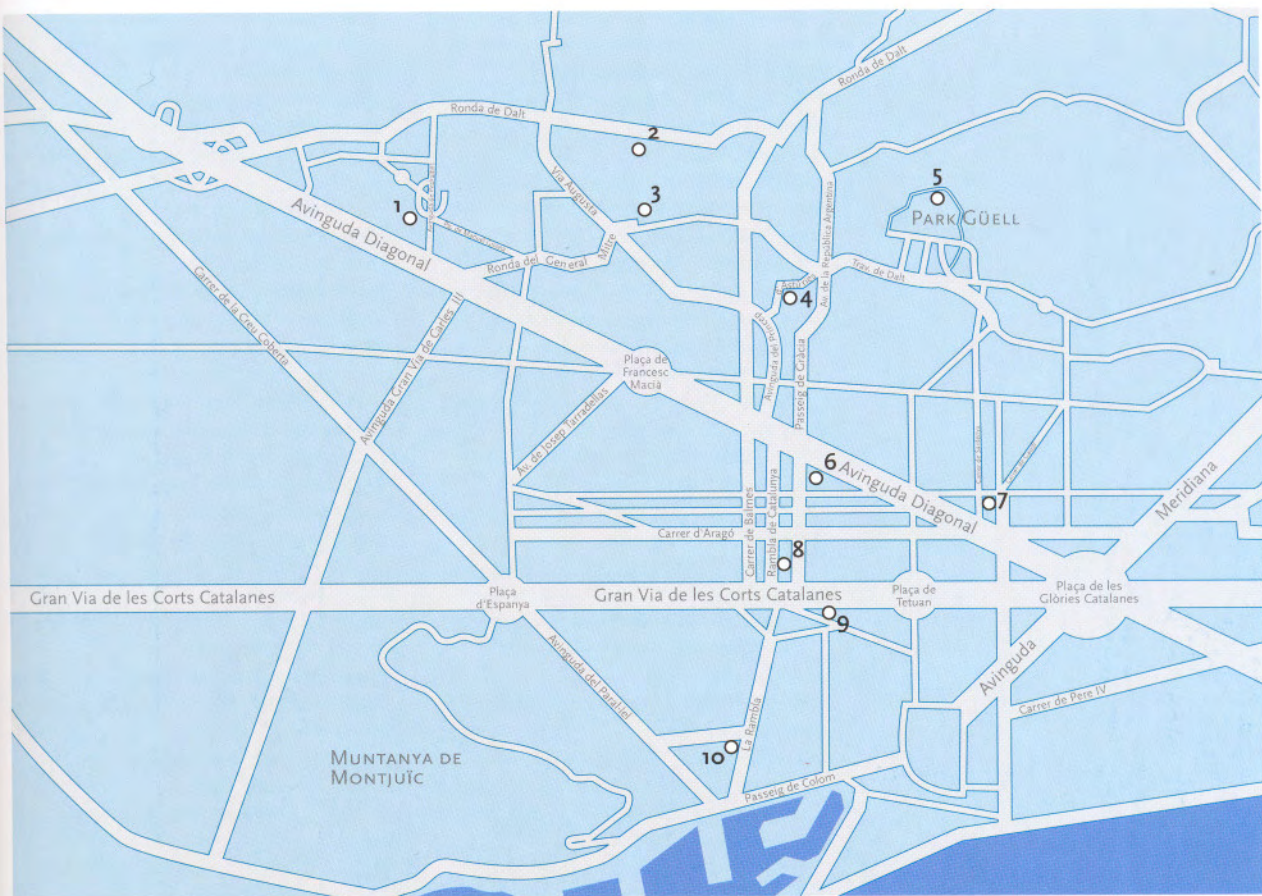 Ronda de Dalt
Ronda de Dalt
2
Via Augusta
3
1
5
PARK GÜELL
Av. de la República Argentina
Avinguda Diagonal
Ronda del General Mitre
Trav. de Dalt
4
Carrer de la Creu Coberta
Avinguda Gran Via de Carles III
Plaça de
Francesc
Macià
Avinguda del Príncep
d'Astúries
Passeig de Gràcia
Av. de Josep Tarradellas
6
Avinguda Diagonal
7
Meridiana
Carrer d'Aragó
Carrer de Balmes
Rambla de Catalunya
8
Gran Via de les Corts Catalanes
Plaça
d'Espanya
Gran Via de les Corts Catalanes
Plaça de
Tetuan
Plaça de les
Glòries Catalanes
9
Avinguda del Paral·lel
Avinguda
Carrer de Pere IV
La Rambla
10
MUNTANYA DE
MONTJUÏC
Passeig de Colom